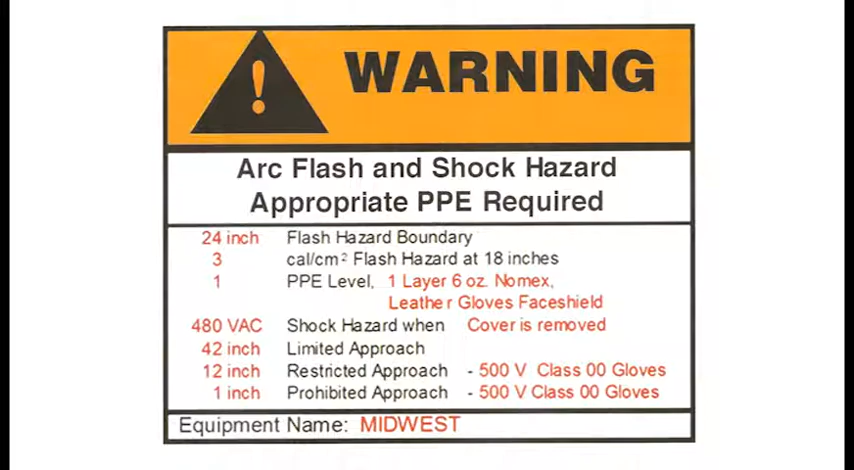 WARNING
Arc Flash and Shock Hazard
Appropriate PPE Required
24 inch Flash Hazard Boundary
3 cal/cm² Flash Hazard at 18 inches
1 PPE Level, 1 Layer 6 oz. Nomex,
Leather Gloves Faceshield
480 VAC Shock Hazard when Cover is removed
42 inch Limited Approach
12 inch Restricted Approach - 500 V Class 00 Gloves
1 inch Prohibited Approach - 500 V Class 00 Gloves
Equipment Name: MIDWEST